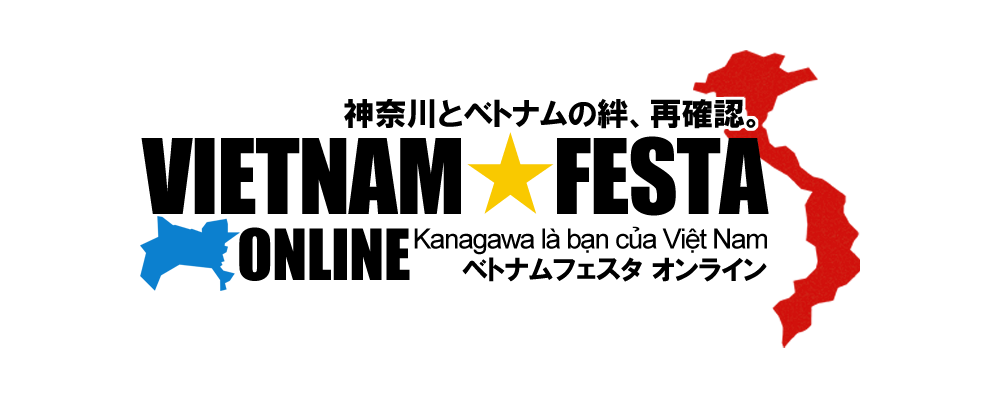 神奈川とベトナムの絆、再確認。
VIETNAM★FESTA
ONLINE
Kanagawa là bạn của Việt Nam
ベトナムフェスタ オンライン